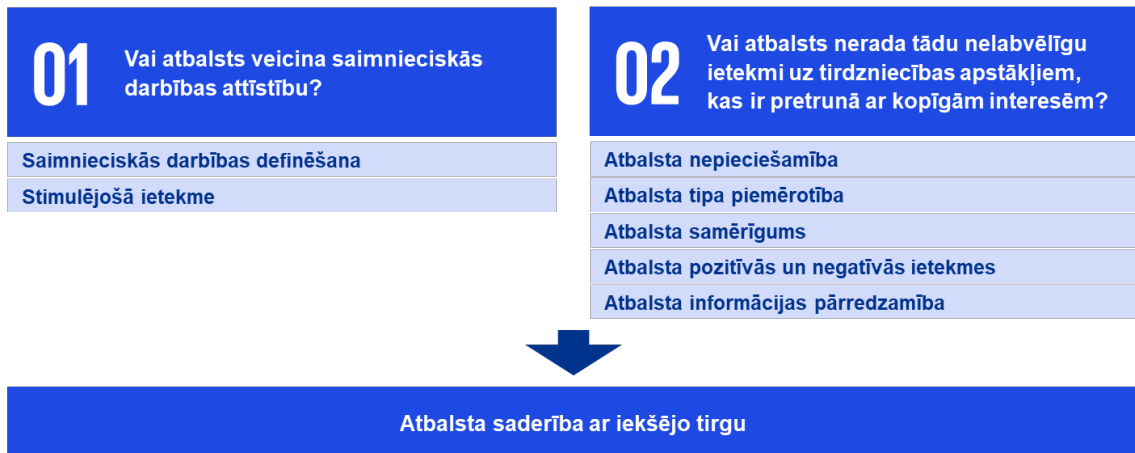 01
Vai atbalsts veicina saimnieciskās
darbības attīstību?
Saimnieciskās darbības definēšana
Stimulējošā ietekme
02
Vai atbalsts nerada tādu nelabvēlīgu
ietekmi uz tirdzniecības apstākļiem,
kas ir pretrunā ar kopīgām interesēm?
Atbalsta nepieciešamība
Atbalsta tipa piemērotība
Atbalsta samērīgums
Atbalsta pozitīvās un negatīvās ietekmes
Atbalsta informācijas pārredzamība
Atbalsta saderība ar iekšējo tirgu